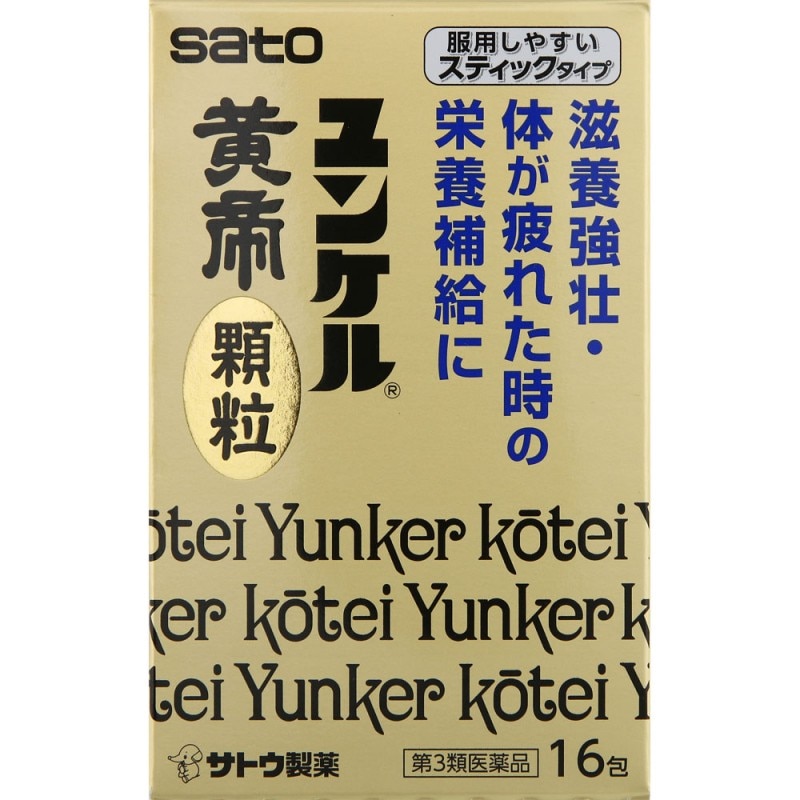 sato
服用しやすい
スティックタイプ
滋養強壮・
体が疲れた時の
栄養補給に
ユンケル®
黄帝
顆粒
ōtei Yunker kōtei Y
ker kōtei Yunker k
tei Yunker kōtei Y
サトウ製薬
第3類医薬品
16包